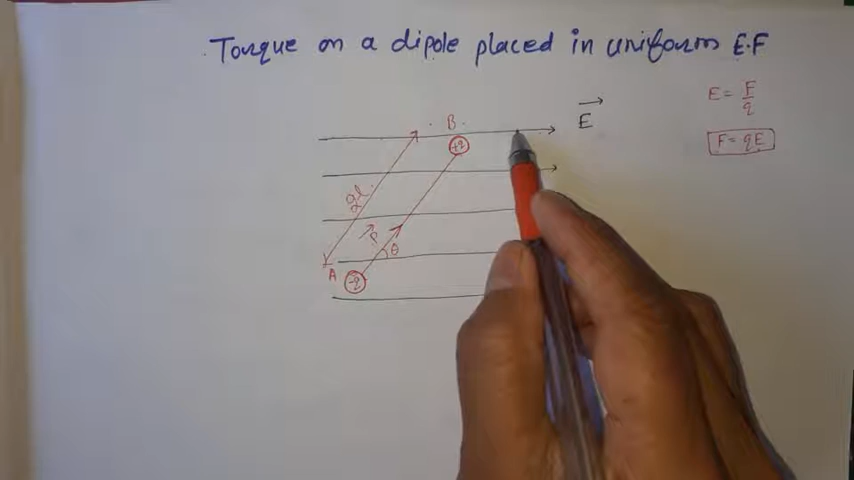 Torque on a dipole placed in uniform E.F
E = F/q
F = qE
E
B
+q
2l
P
θ
A
-q